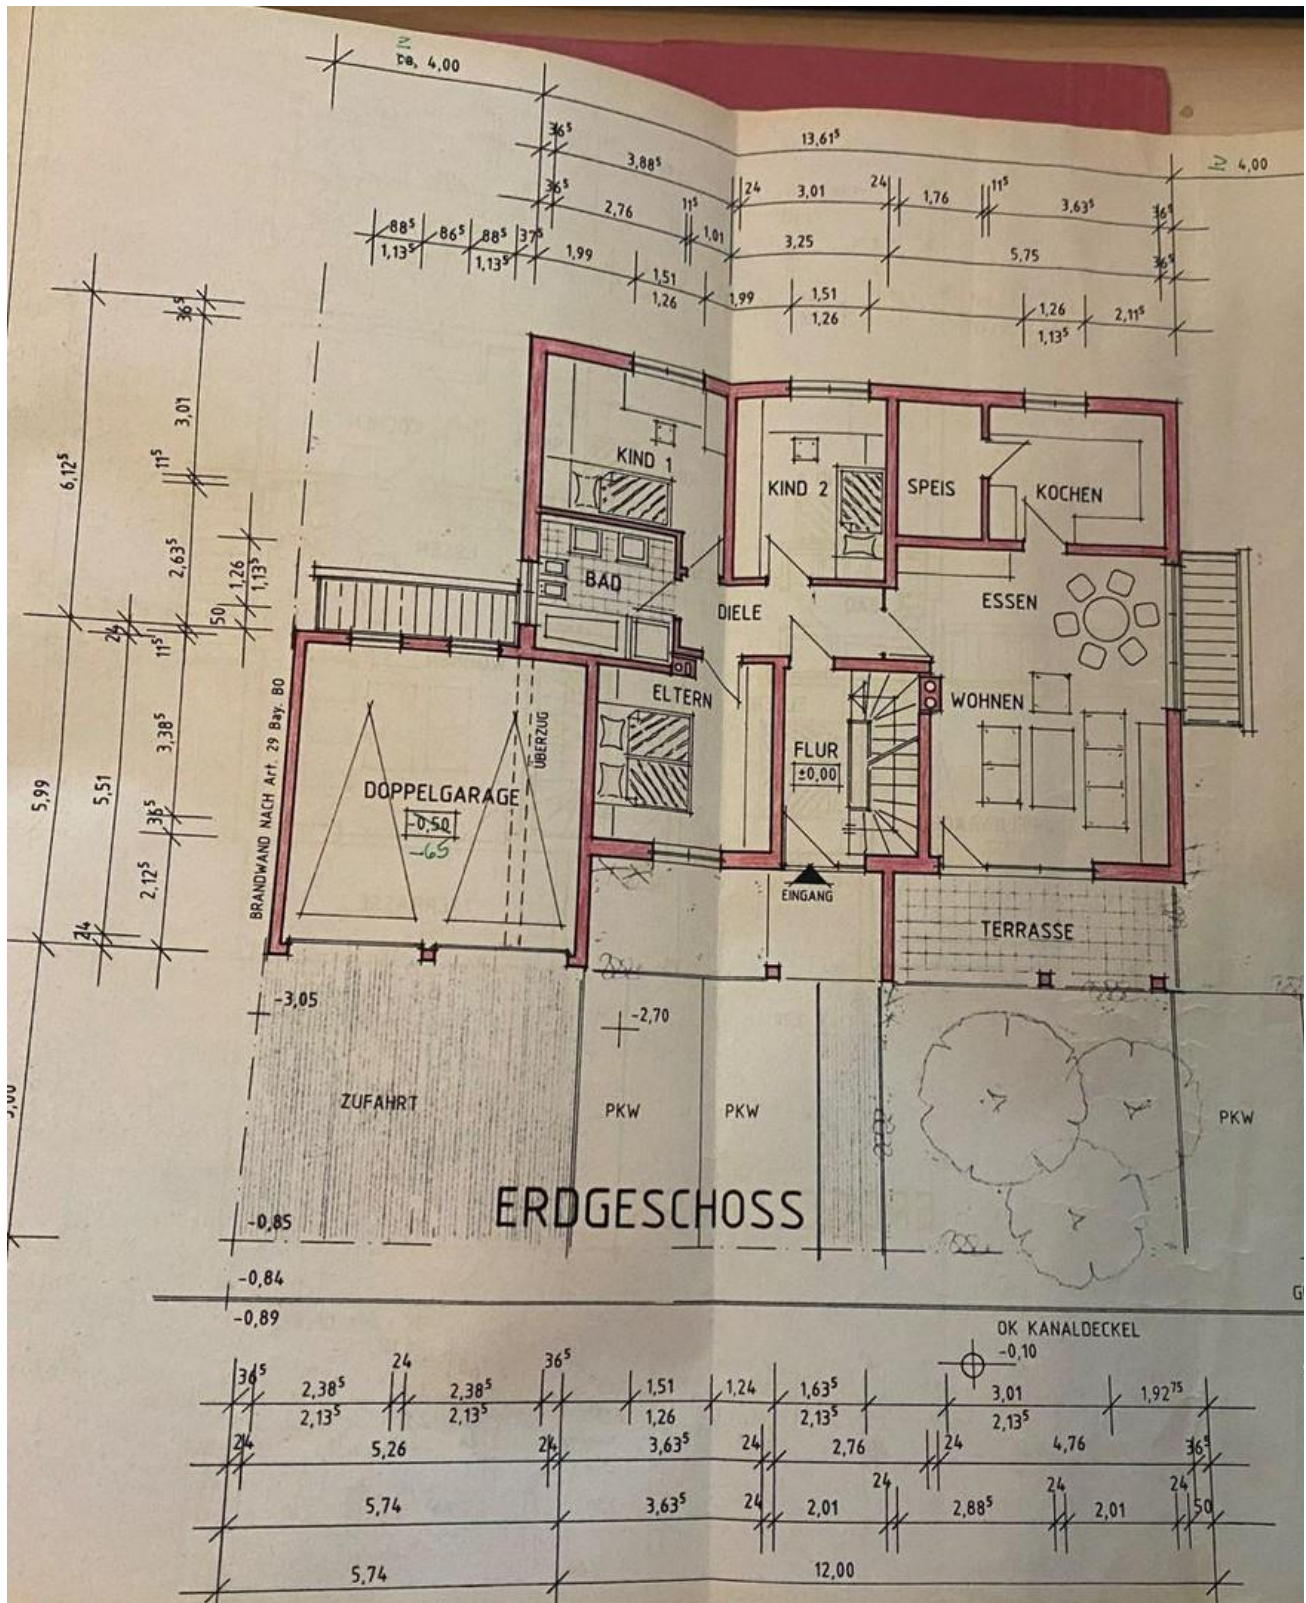 ≥
ca. 4,00
13,61⁵
≥ 4,00
36⁵
3,88⁵
36⁵ 2,76 11⁵ 1,01 24 3,01 24 1,76 11⁵ 3,63⁵ 36⁵
3,25 5,75 36⁵
88⁵ 86⁵ 88⁵ 37⁵ 1,99 1,51 1,99 1,51 1,26 2,11⁵
1,13⁵ 1,13⁵ 1,26 1,26 1,13⁵
36⁵
3,01
11⁵
2,63⁵
11⁵
3,38⁵
36⁵
2,12⁵
6,12⁵
5,99
24
5,51
24
1,26
1,13⁵
50
KIND 1
KIND 2
SPEIS
KOCHEN
BAD
DIELE
ESSEN
ELTERN
WOHNEN
FLUR
±0,00
ÜBERZUG
DOPPELGARAGE
-0,50
-65
BRANDWAND NACH Art. 29 Bay. BO
EINGANG
TERRASSE
-3,05
-2,70
ZUFAHRT
PKW
PKW
PKW
ERDGESCHOSS
-0,85
-0,84
-0,89
OK KANALDECKEL
-0,10
36⁵ 2,38⁵ 24 2,38⁵ 36⁵ 1,51 1,24 1,63⁵ 3,01 1,92⁷⁵
2,13⁵ 2,13⁵ 1,26 2,13⁵ 2,13⁵
24 5,26 24 3,63⁵ 24 2,76 24 4,76 36⁵
5,74 3,63⁵ 24 2,01 24 2,88⁵ 24 2,01 24 50
5,74 12,00